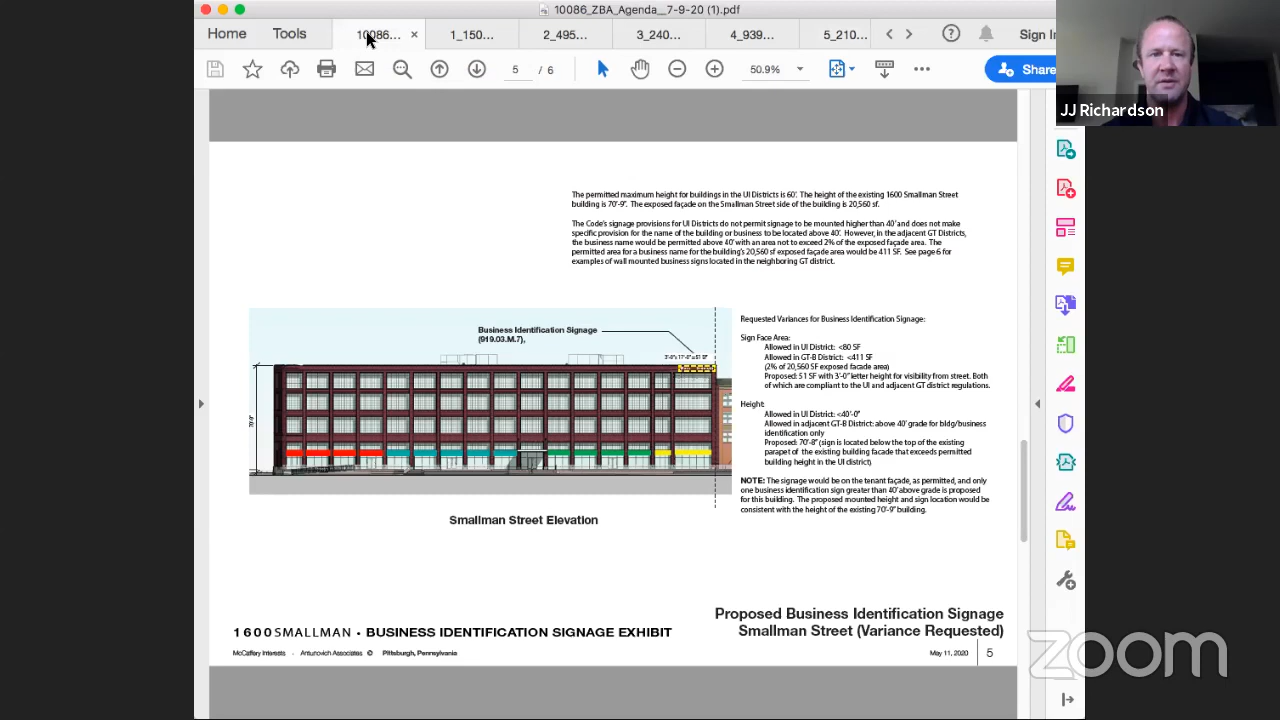 10086_ZBA_Agenda__7-9-20 (1).pdf
Home Tools 10086... × 1_150... 2_495... 3_240... 4_939... 5_210... Sign In
5 / 6 50.9% Share
JJ Richardson
The permitted maximum height for buildings in the UI Districts is 60'. The height of the existing 1600 Smallman Street
building is 70'-9". The exposed façade on the Smallman Street side of the building is 20,560 sf.
The Code's signage provisions for UI Districts do not permit signage to be mounted higher than 40' and does not make
specific provision for the name of the building or business to be located above 40'. However, in the adjacent GT Districts,
the business name would be permitted above 40' with an area not to exceed 2% of the exposed façade area. The
permitted area for a business name for the building's 20,560 sf exposed façade area would be 411 SF. See page 6 for
examples of wall mounted business signs located in the neighboring GT district.
Business Identification Signage
(919.03.M.7),
3'-0"x 17'-0" = 51 SF
70'-9"
Smallman Street Elevation
Requested Variances for Business Identification Signage:
Sign Face Area:
Allowed in UI District: <80 SF
Allowed in GT-B District: <411 SF
(2% of 20,560 SF exposed facade area)
Proposed: 51 SF with 3'-0" letter height for visibility from street. Both
of which are compliant to the UI and adjacent GT district regulations.
Height:
Allowed in UI District: <40'-0"
Allowed in adjacent GT-B District: above 40' grade for bldg/business
identification only
Proposed: 70'-8" (sign is located below the top of the existing
parapet of the existing building facade that exceeds permitted
building height in the UI district)
NOTE: The signage would be on the tenant façade, as permitted, and only
one business identification sign greater than 40' above grade is proposed
for this building. The proposed mounted height and sign location would be
consistent with the height of the existing 70'-9" building.
Proposed Business Identification Signage
Smallman Street (Variance Requested)
1600SMALLMAN • BUSINESS IDENTIFICATION SIGNAGE EXHIBIT
McCaffery Interests • Antunovich Associates © Pittsburgh, Pennsylvania
May 11, 2020 5
zoom